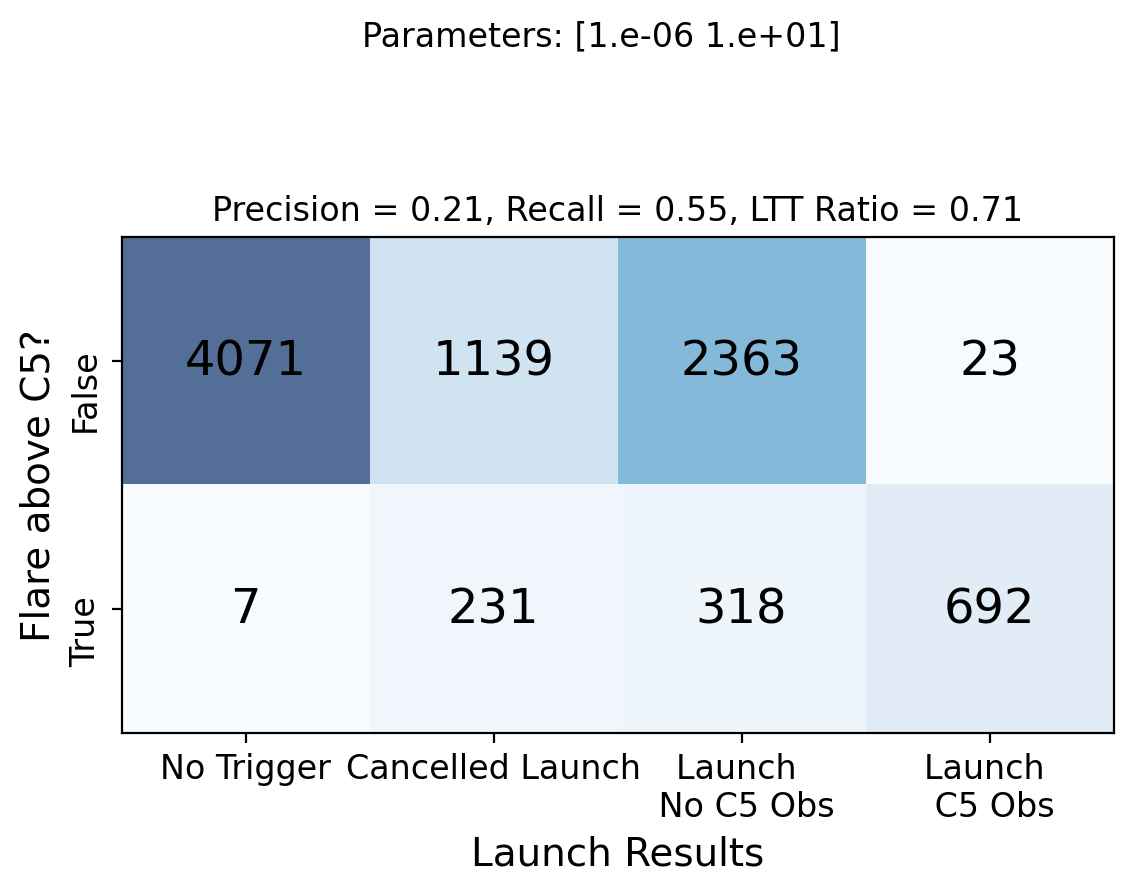 Parameters: [1.e-06 1.e+01]
Precision = 0.21, Recall = 0.55, LTT Ratio = 0.71
Flare above C5?
False
4071 1139 2363 23
True
7 231 318 692
No Trigger Cancelled Launch Launch Launch
No C5 Obs C5 Obs
Launch Results